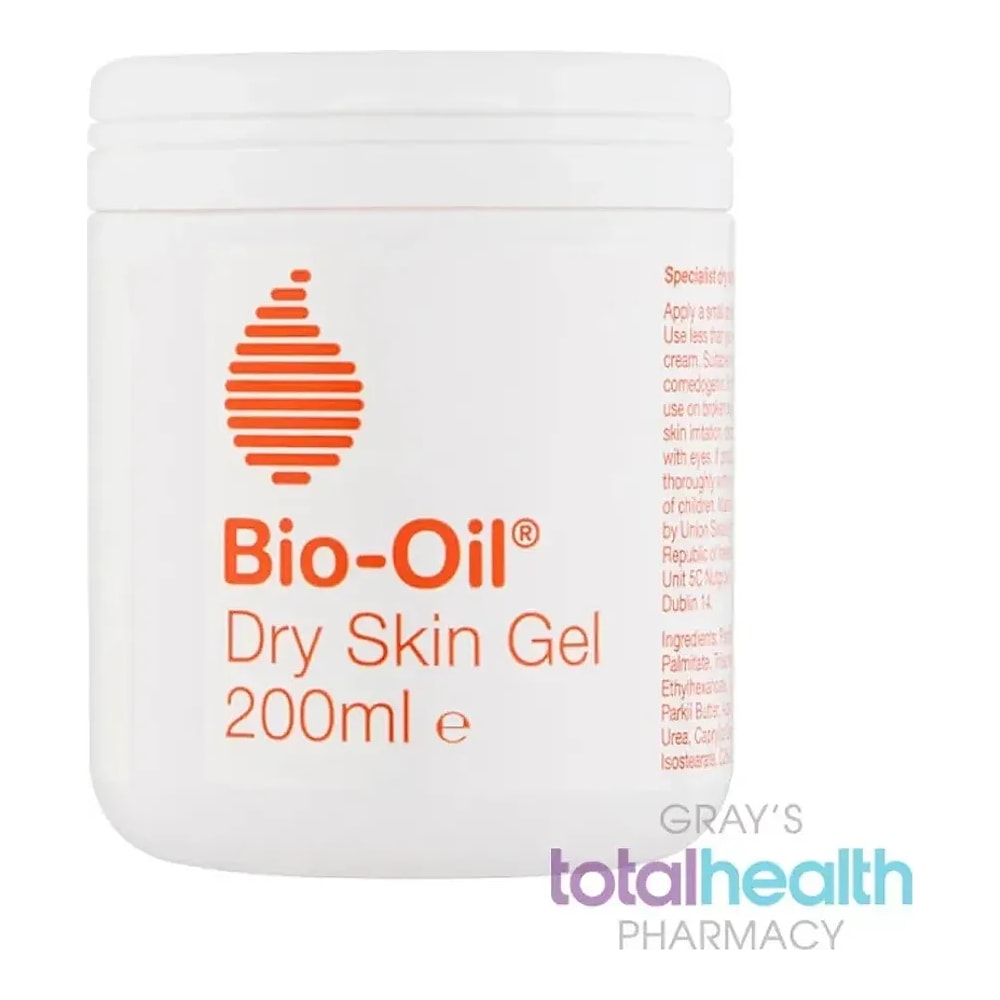 Bio-Oil®
Dry Skin Gel
200ml e
Specialist dry
Apply a small
Use less than
cream. Suitable
comedogenic.
use on broken
skin irritation
with eyes. If
thoroughly
of children.
by Union
Republic of
Unit 5C
Dublin 14.
Ingredients:
Palmitate,
Ethylhexanoate,
Parkii Butter,
Urea,
Isostearate,
GRAY'S
totalhealth
PHARMACY